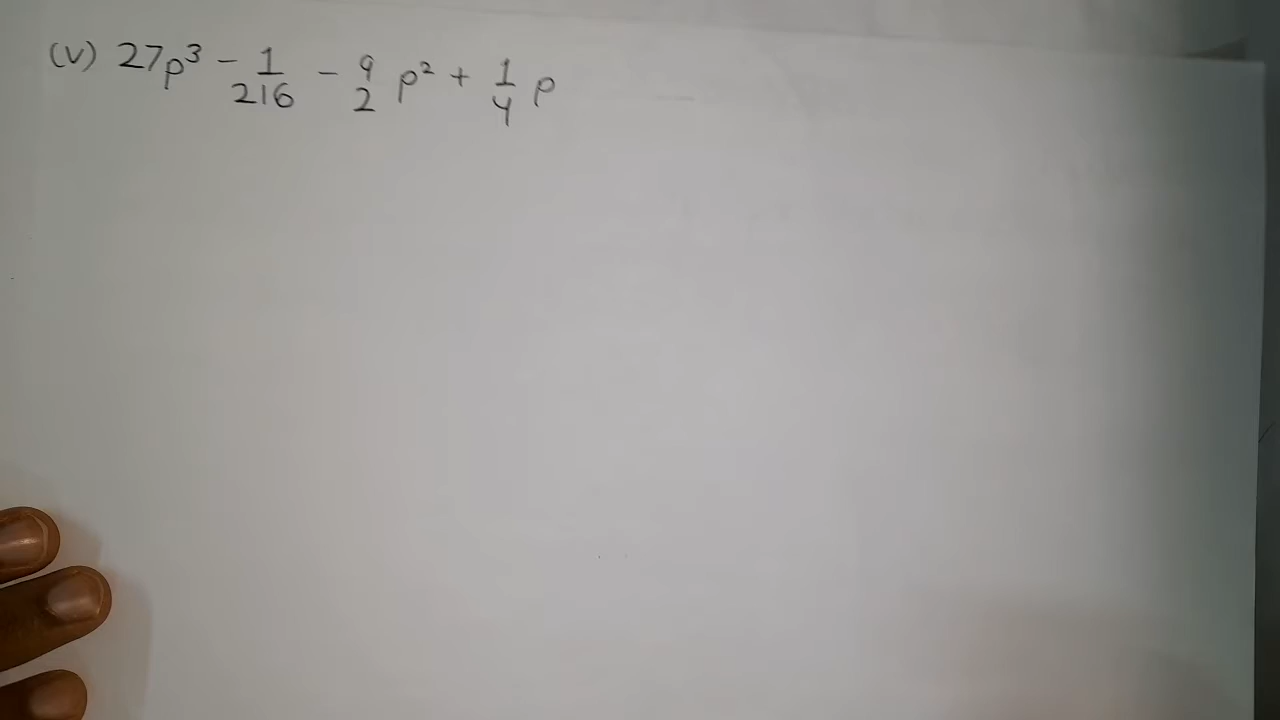 (v) 27p³ - 1/216 - 9/2 p² + 1/4 p